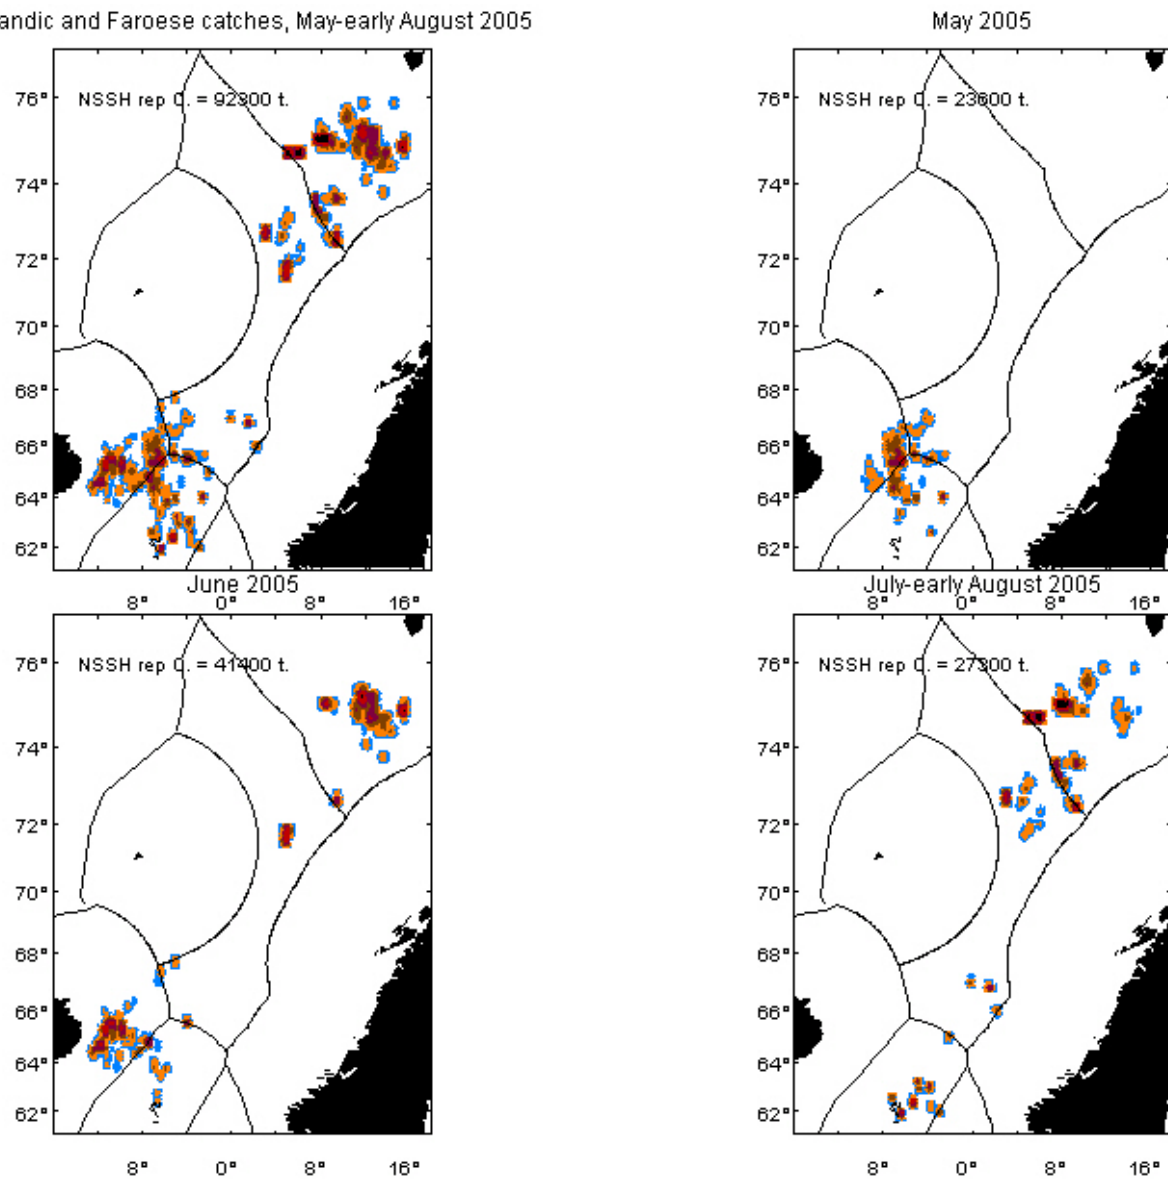 andic and Faroese catches, May-early August 2005
May 2005
NSSH rep C. = 92300 t.
NSSH rep C. = 23600 t.
76°
74°
72°
70°
68°
66°
64°
62°
76°
74°
72°
70°
68°
66°
64°
62°
8° 0° 8° 16°
8° 0° 8° 16°
June 2005
July-early August 2005
NSSH rep C. = 41400 t.
NSSH rep C. = 27300 t.
76°
74°
72°
70°
68°
66°
64°
62°
76°
74°
72°
70°
68°
66°
64°
62°
8° 0° 8° 16°
8° 0° 8° 16°